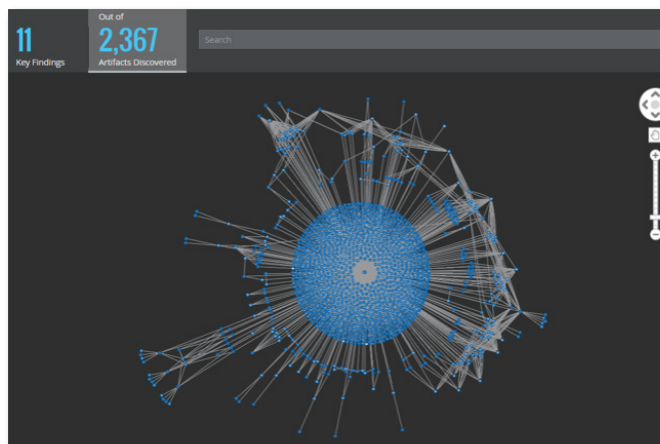 11
Key Findings
Out of
2,367
Artifacts Discovered
Search